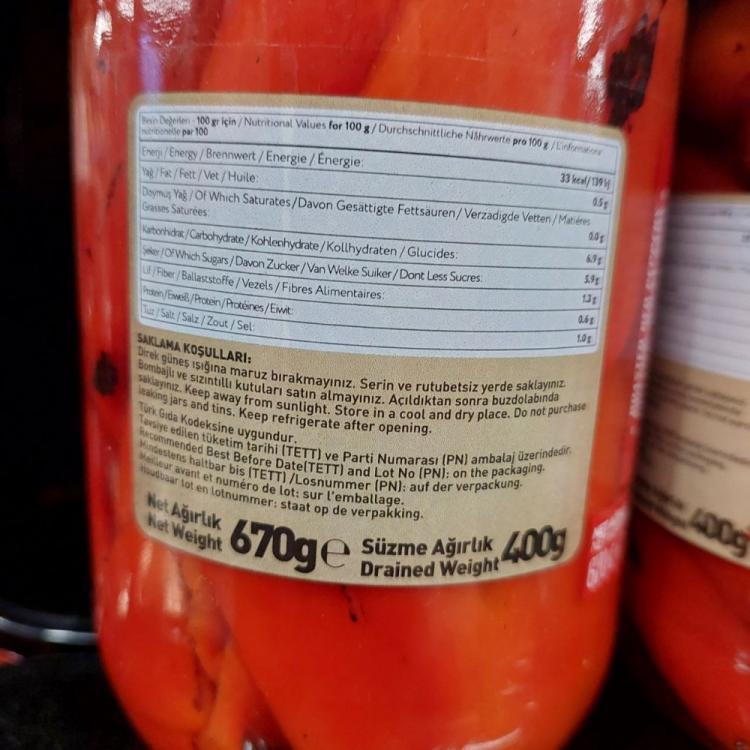 Besin Değerleri - 100 gr için / Nutritional Values for 100 g / Durchschnittliche Nährwerte pro 100 g / L'informations
nutritionelle par 100
Enerji / Energy / Brennwert / Energie / Énergie: 33 kcal/139 kj
Yağ / Fat / Fett / Vet / Huile: 0.5g
Doymuş Yağ / Of Which Saturates/Davon Gesättigte Fettsäuren/ Verzadigde Vetten / Matiéres
Grasses Saturées: 0.0g
Karbonhidrat/Carbohydrate/Kohlenhydrate/Kollhydraten / Glucides: 6.9g
Şeker/Of Which Sugars/Davon Zucker/Van Welke Suiker/Dont Less Sucres: 5.9g
Lif/Fiber/Ballaststoffe/Vezels/Fibres Alimentaires: 1.3g
Protein/Eiweiß/Protein/Protéines/Eiwit: 0.6g
Tuz/Salt/Salz/Zout/Sel: 1.0g
SAKLAMA KOŞULLARI:
Direk güneş ışığına maruz bırakmayınız. Serin ve rutubetsiz yerde saklayınız.
Bombajlı ve sızıntılı kutuları satın almayınız. Açıldıktan sonra buzdolabında
saklayınız. Keep away from sunlight. Store in a cool and dry place. Do not purchase
leaking jars and tins. Keep refrigerate after opening.
Türk Gıda Kodeksine uygundur.
Tavsiye edilen tüketim tarihi (TETT) ve Parti Numarası (PN) ambalaj üzerindedir.
Recommended Best Before Date(TETT) and Lot No (PN): on the packaging.
Mindestens haltbar bis (TETT) /Losnummer (PN): auf der verpackung.
Meilleur avant et numéro de lot: sur l'emballage.
Houdbaar tot en lotnummer: staat op de verpakking.
Net Ağırlık
Net Weight 670g e Süzme Ağırlık
Drained Weight 400g
400g